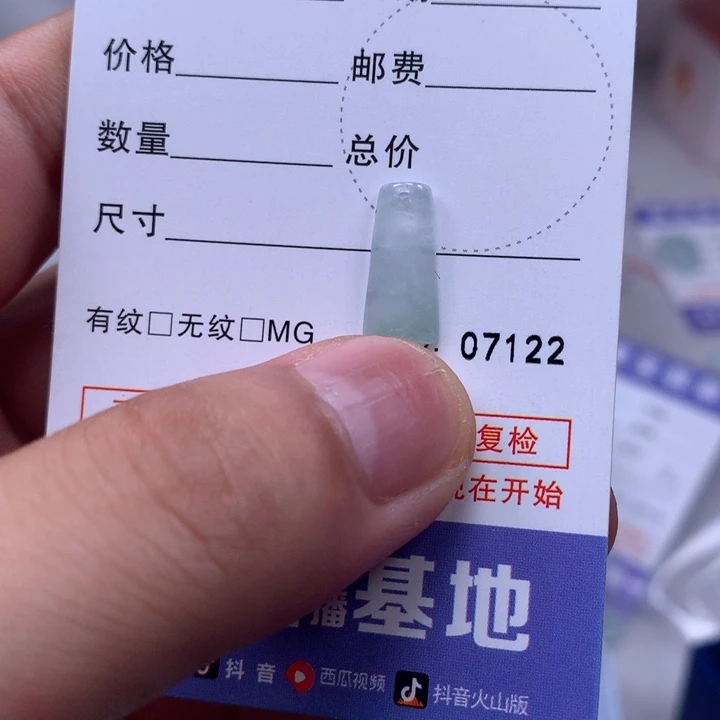 价格 邮费
数量 总价
尺寸
有纹□无纹□MG 07122
复检
在开始
播基地
抖音 西瓜视频 抖音火山版